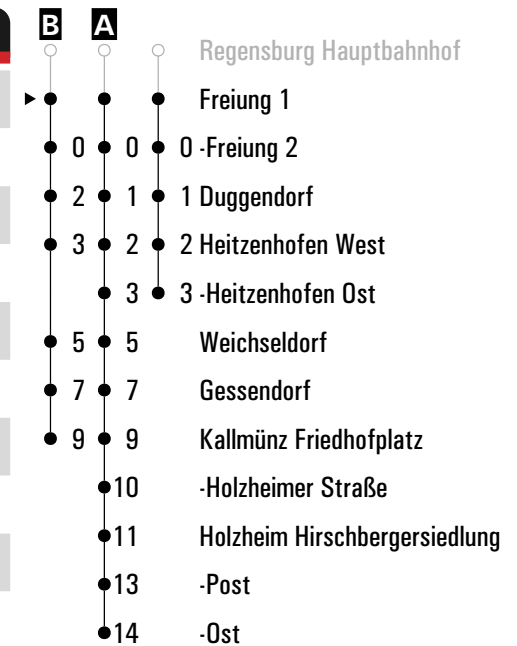 B A
Regensburg Hauptbahnhof
Freiung 1
0 0 0 -Freiung 2
2 1 1 Duggendorf
3 2 2 Heitzenhofen West
3 3 -Heitzenhofen Ost
5 5 Weichseldorf
7 7 Gessendorf
9 9 Kallmünz Friedhofplatz
10 -Holzheimer Straße
11 Holzheim Hirschbergersiedlung
13 -Post
14 -Ost